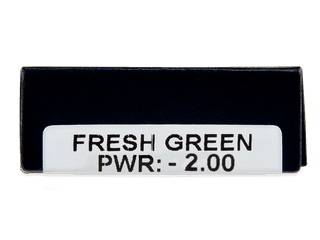 FRESH GREEN
PWR: - 2.00